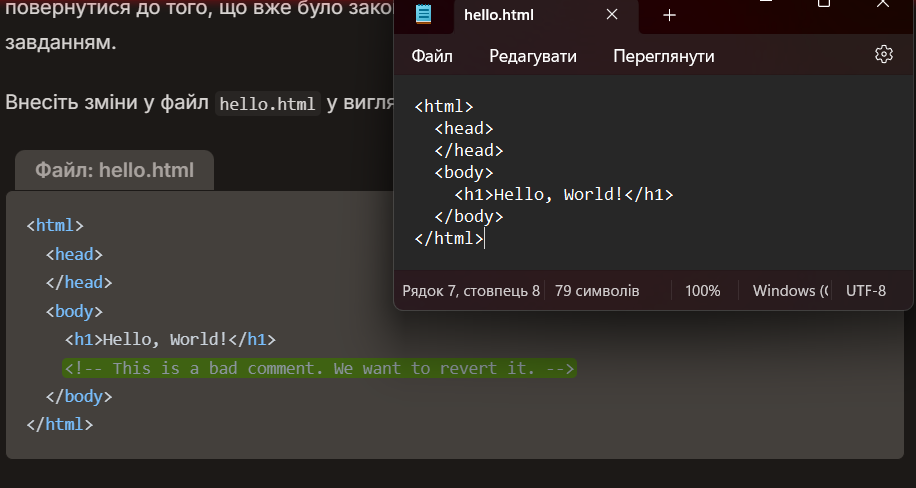 повернутися до того, що вже було зако
завданням.
Внесіть зміни у файл hello.html у вигля
Файл: hello.html
<html>
  <head>
  </head>
  <body>
    <h1>Hello, World!</h1>
    <!-- This is a bad comment. We want to revert it. -->
  </body>
</html>
hello.html
Файл Редагувати Переглянути
<html>
  <head>
  </head>
  <body>
    <h1>Hello, World!</h1>
  </body>
</html>
Рядок 7, стовпець 8 79 символів 100% Windows (C UTF-8